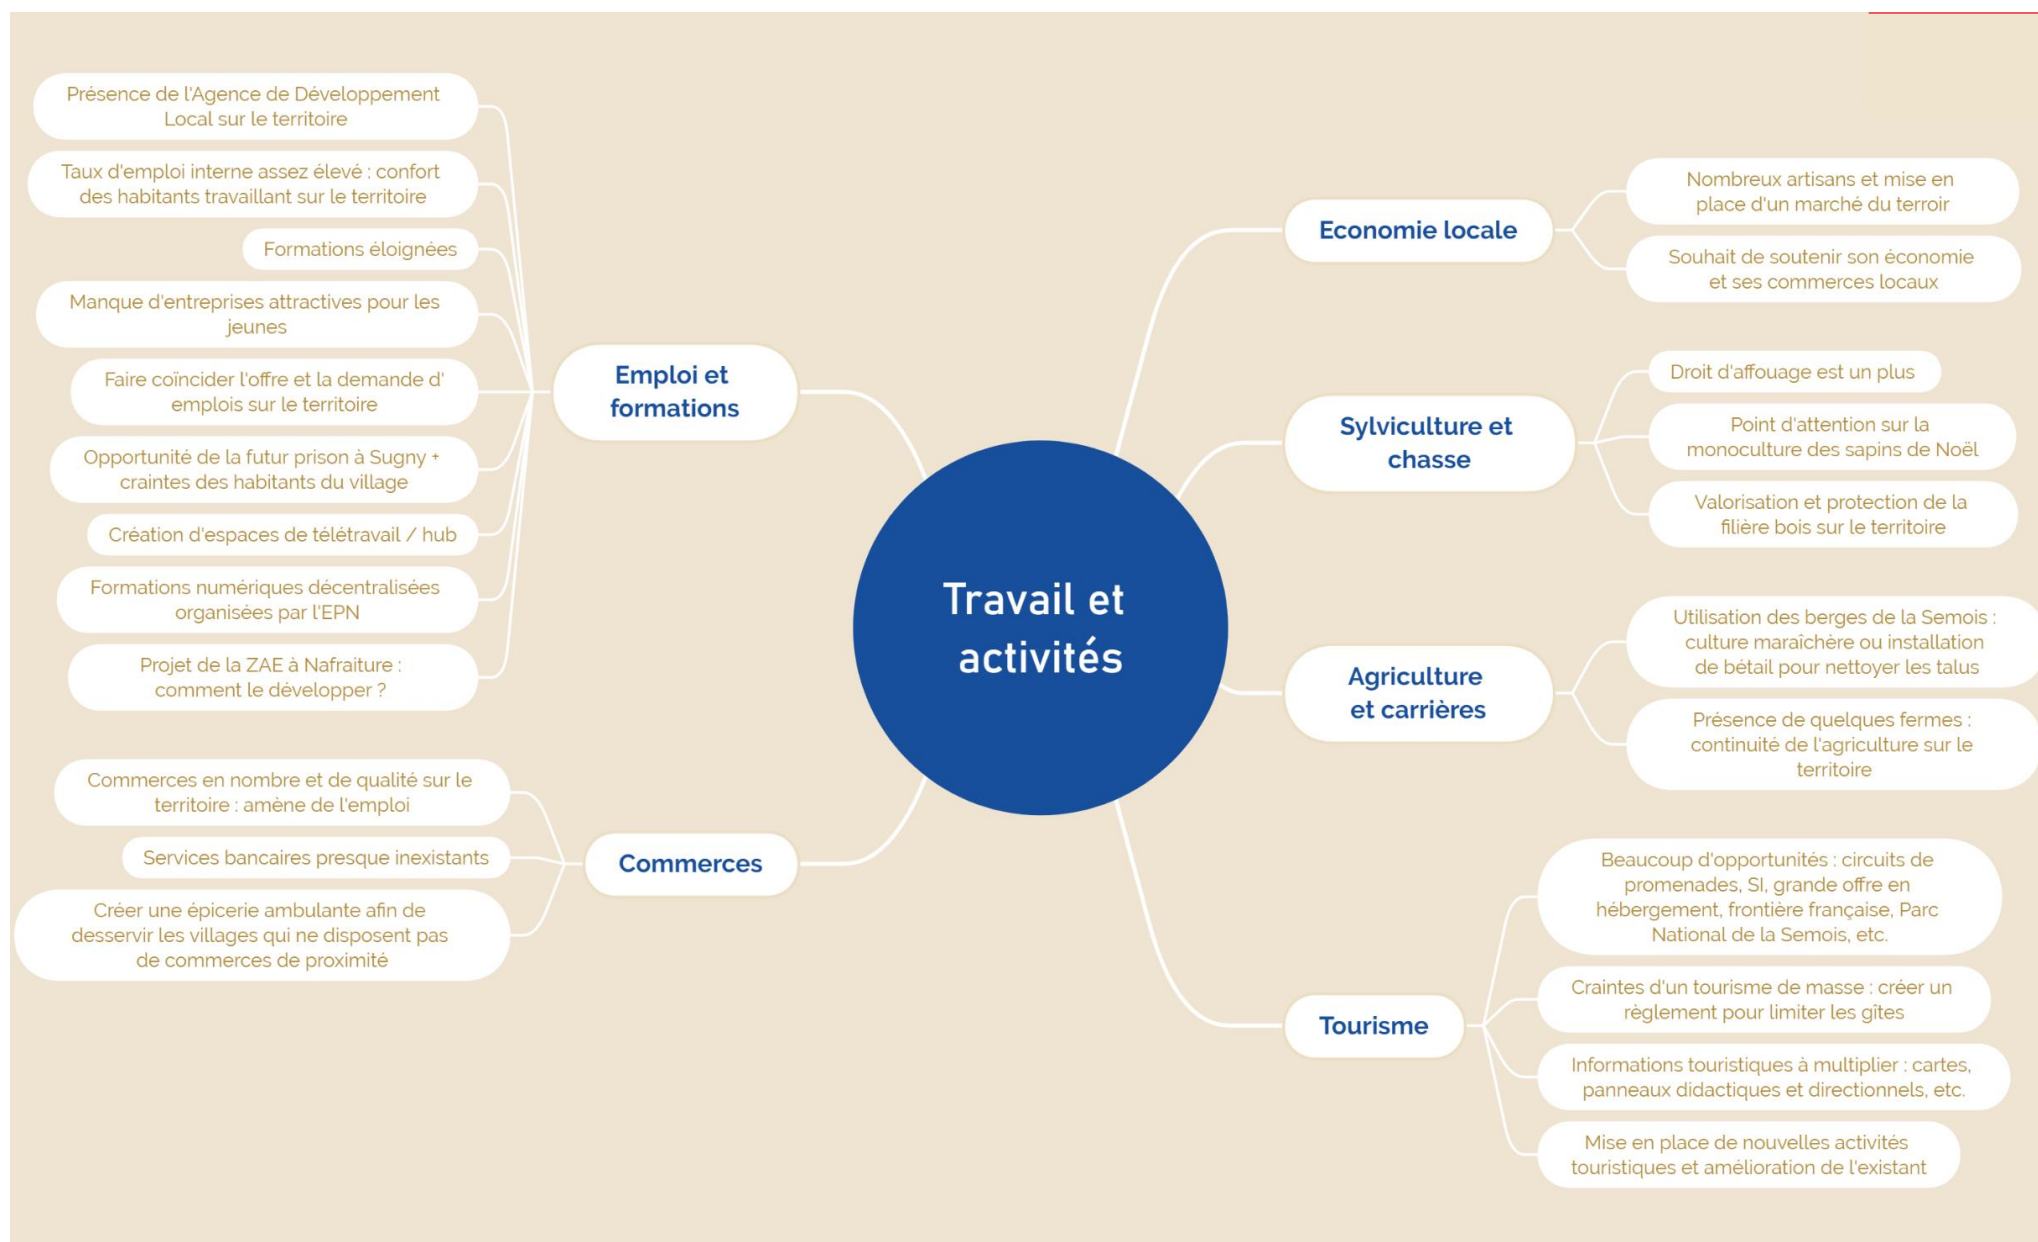 Présence de l'Agence de Développement
Local sur le territoire
Taux d'emploi interne assez élevé : confort
des habitants travaillant sur le territoire
Formations éloignées
Manque d'entreprises attractives pour les
jeunes
Faire coïncider l'offre et la demande d'
emplois sur le territoire
Opportunité de la futur prison à Sugny +
craintes des habitants du village
Création d'espaces de télétravail / hub
Formations numériques décentralisées
organisées par l'EPN
Projet de la ZAE à Nafraiture :
comment le développer ?
Emploi et
formations
Commerces en nombre et de qualité sur le
territoire : amène de l'emploi
Services bancaires presque inexistants
Créer une épicerie ambulante afin de
desservir les villages qui ne disposent pas
de commerces de proximité
Commerces
Travail et
activités
Economie locale
Nombreux artisans et mise en
place d'un marché du terroir
Souhait de soutenir son économie
et ses commerces locaux
Sylviculture et
chasse
Droit d'affouage est un plus
Point d'attention sur la
monoculture des sapins de Noël
Valorisation et protection de la
filière bois sur le territoire
Agriculture
et carrières
Utilisation des berges de la Semois :
culture maraîchère ou installation
de bétail pour nettoyer les talus
Présence de quelques fermes :
continuité de l'agriculture sur le
territoire
Tourisme
Beaucoup d'opportunités : circuits de
promenades, SI, grande offre en
hébergement, frontière française, Parc
National de la Semois, etc.
Craintes d'un tourisme de masse : créer un
règlement pour limiter les gîtes
Informations touristiques à multiplier : cartes,
panneaux didactiques et directionnels, etc.
Mise en place de nouvelles activités
touristiques et amélioration de l'existant